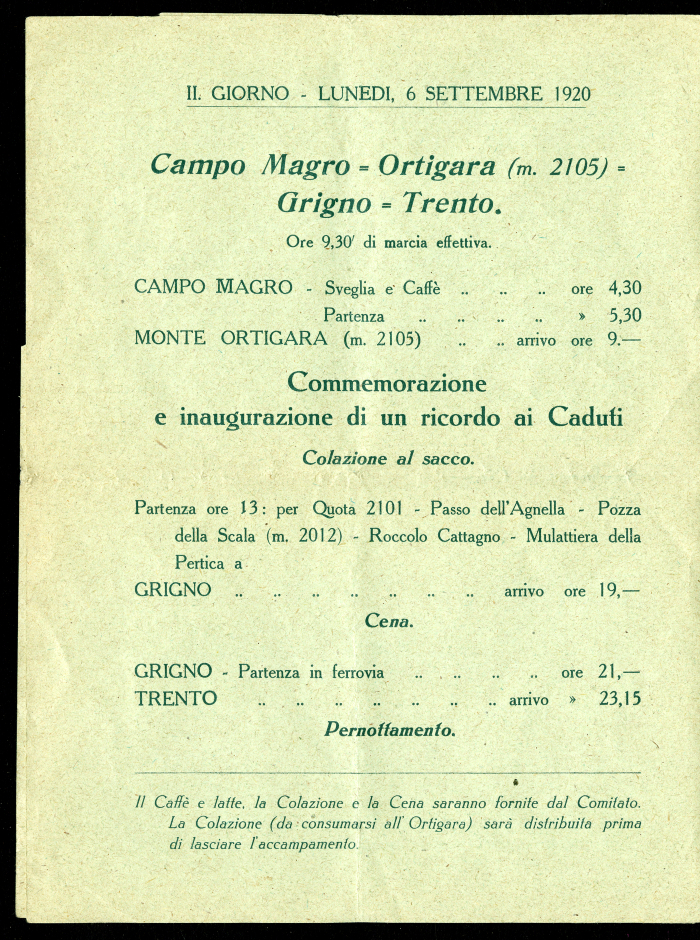 II. GIORNO - LUNEDI, 6 SETTEMBRE 1920
Campo Magro = Ortigara (m. 2105) =
Grigno = Trento.
Ore 9,30' di marcia effettiva.
CAMPO MAGRO - Sveglia e Caffè .. .. .. ore 4,30
Partenza .. .. .. .. » 5,30
MONTE ORTIGARA (m. 2105) .. .. arrivo ore 9.—
Commemorazione
e inaugurazione di un ricordo ai Caduti
Colazione al sacco.
Partenza ore 13: per Quota 2101 - Passo dell'Agnella - Pozza
della Scala (m. 2012) - Roccolo Cattagno - Mulattiera della
Pertica a
GRIGNO .. .. .. .. .. .. .. arrivo ore 19,—
Cena.
GRIGNO - Partenza in ferrovia .. .. .. .. ore 21,—
TRENTO .. .. .. .. .. .. .. arrivo » 23,15
Pernottamento.
Il Caffè e latte, la Colazione e la Cena saranno fornite dal Comitato.
La Colazione (da consumarsi all'Ortigara) sarà distribuita prima
di lasciare l'accampamento.